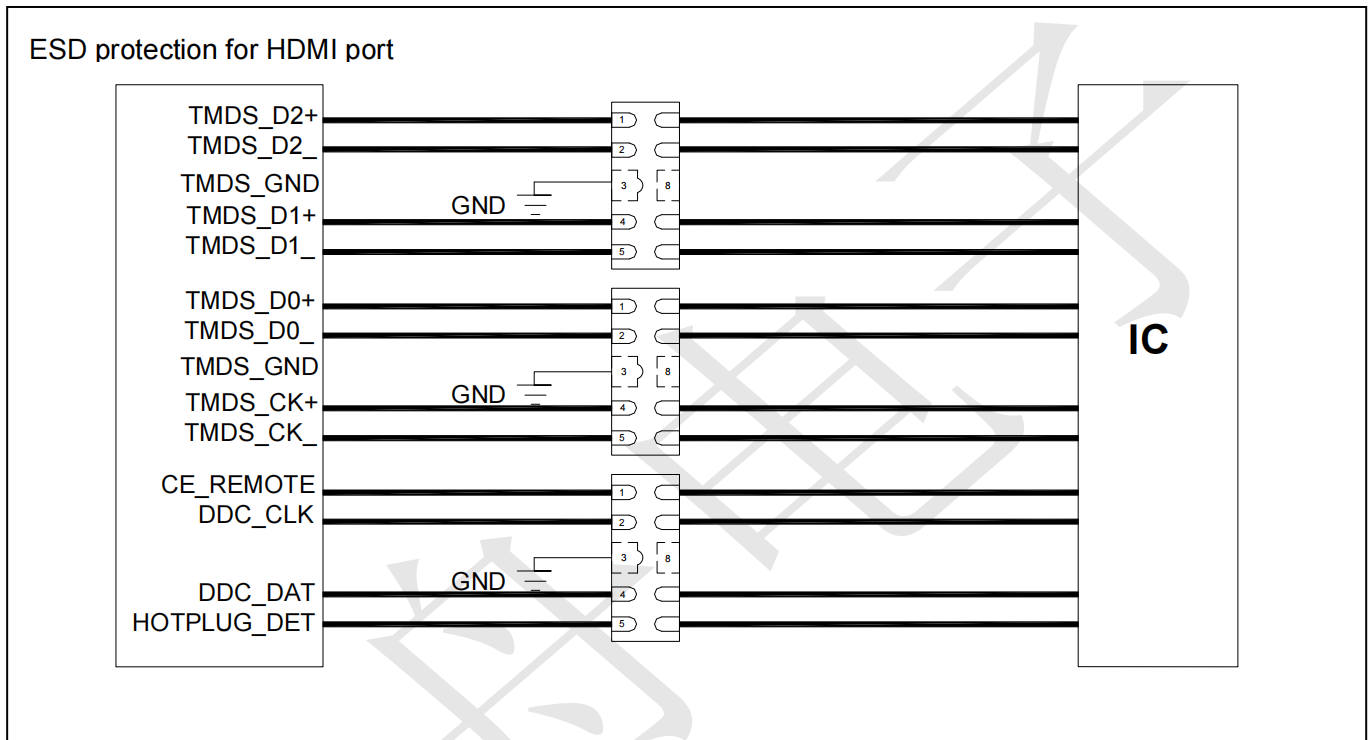 ESD protection for HDMI port
TMDS_D2+
TMDS_D2_
TMDS_GND
TMDS_D1+
TMDS_D1_
TMDS_D0+
TMDS_D0_
TMDS_GND
TMDS_CK+
TMDS_CK_
CE_REMOTE
DDC_CLK
DDC_DAT
HOTPLUG_DET
GND
GND
GND
1
2
3 8
4
5
1
2
3 8
4
5
1
2
3 8
4
5
IC